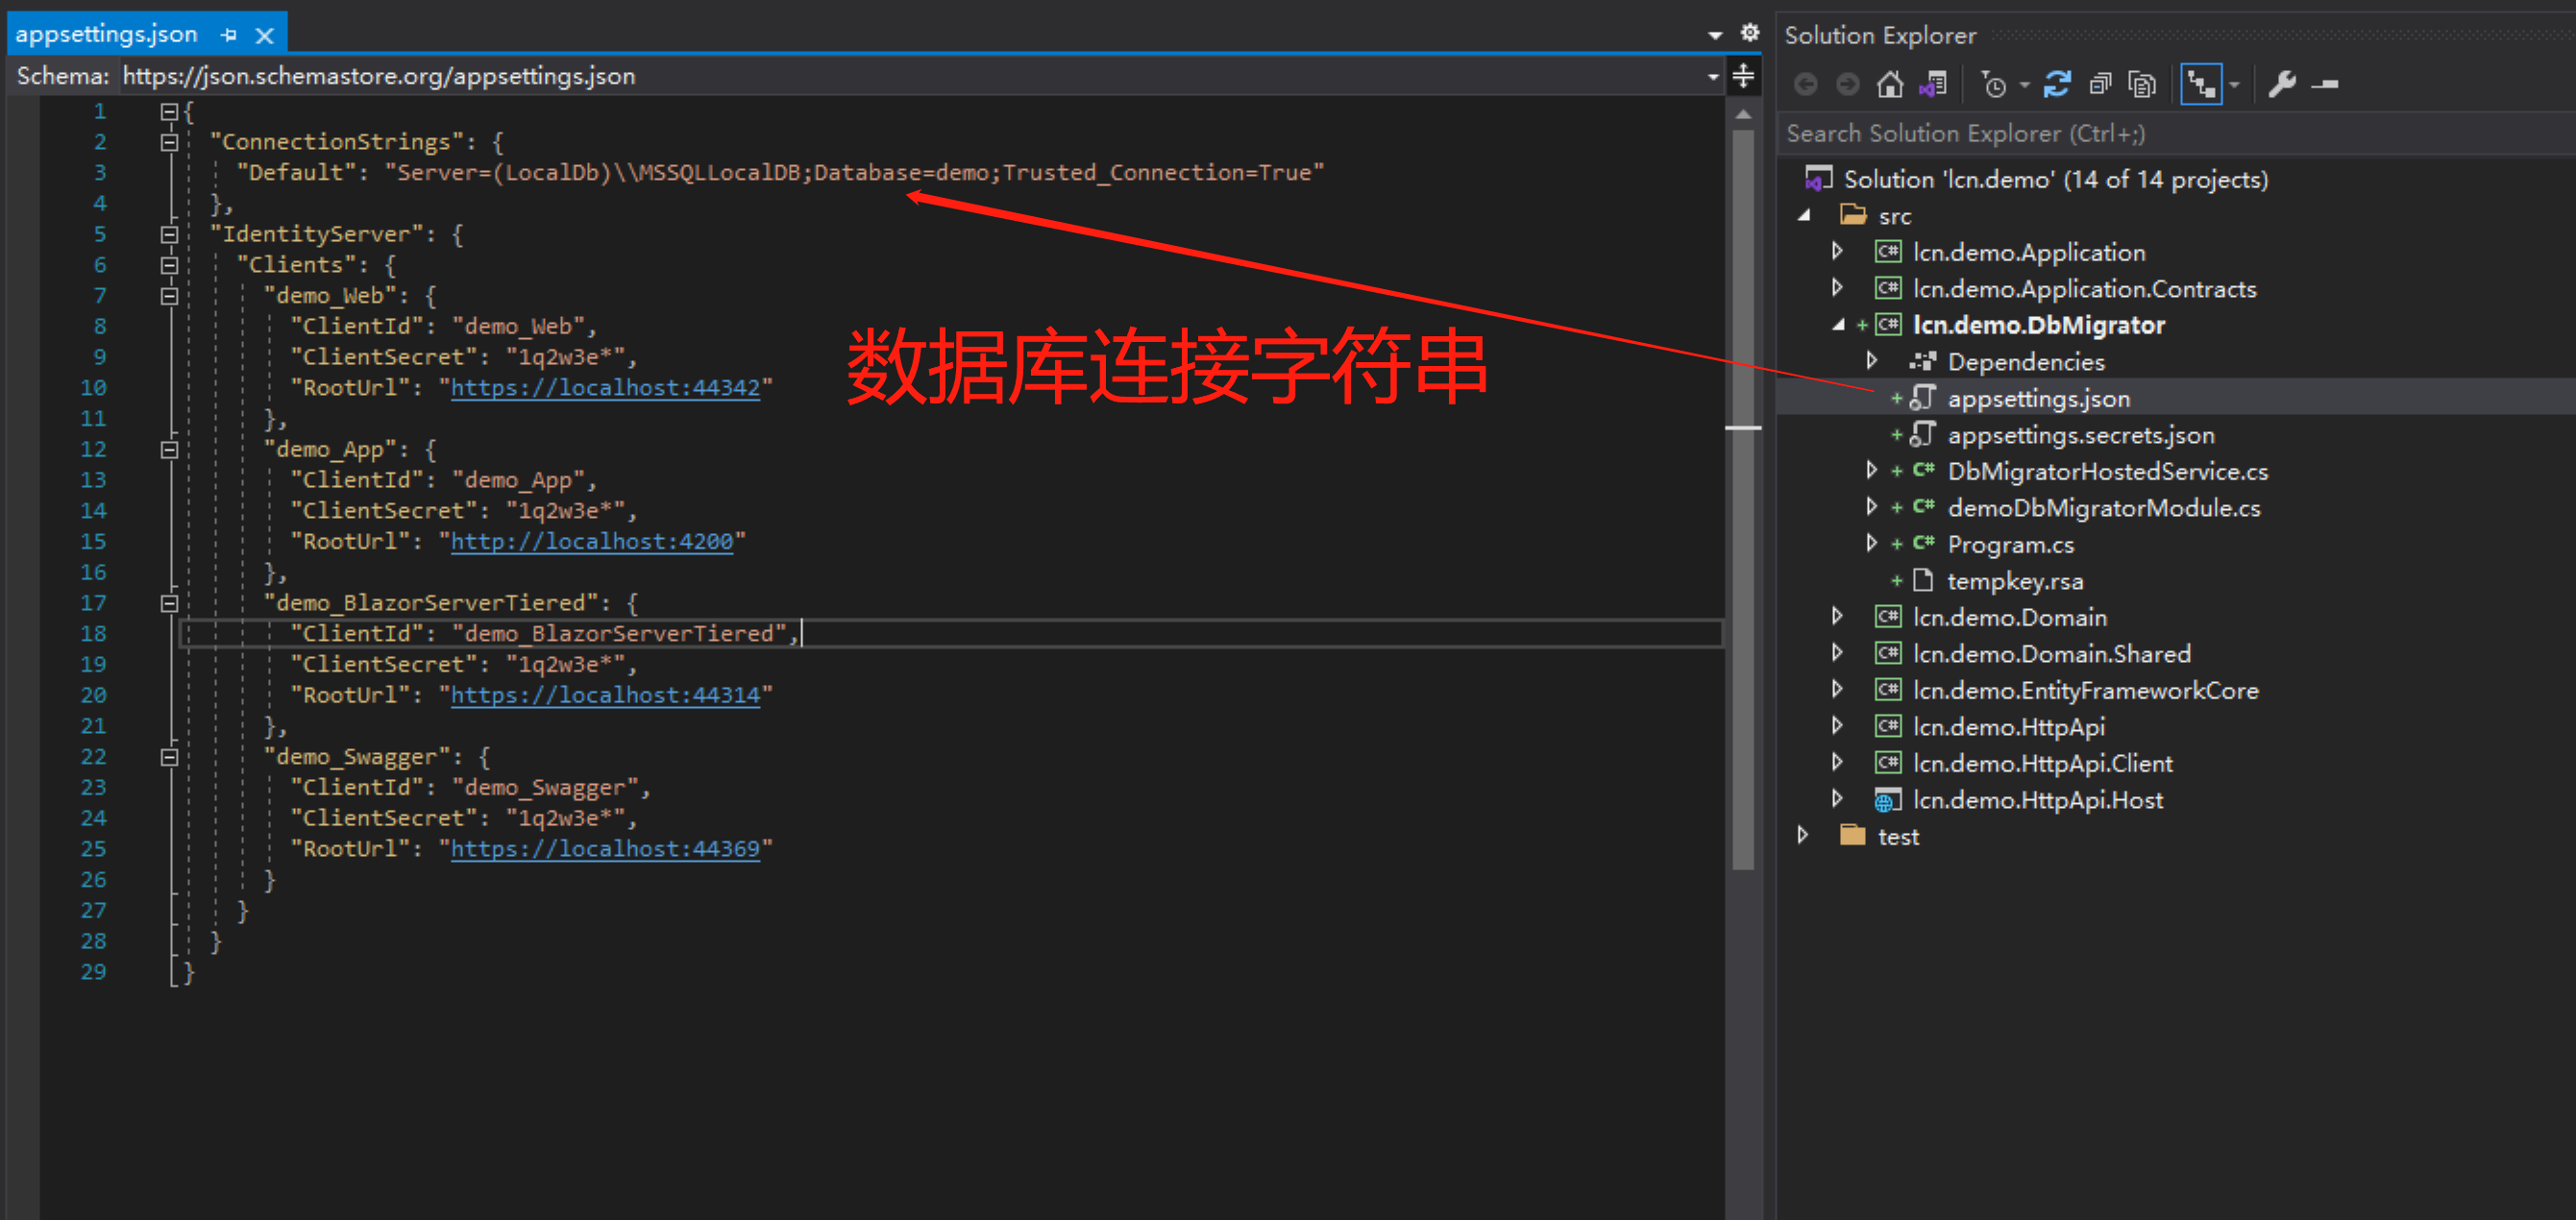 appsettings.json
Schema: https://json.schemastore.org/appsettings.json
1 {
2 "ConnectionStrings": {
3 "Default": "Server=(LocalDb)\\MSSQLLocalDB;Database=demo;Trusted_Connection=True"
4 },
5 "IdentityServer": {
6 "Clients": {
7 "demo_Web": {
8 "ClientId": "demo_Web",
9 "ClientSecret": "1q2w3e*",
10 "RootUrl": "https://localhost:44342"
11 },
12 "demo_App": {
13 "ClientId": "demo_App",
14 "ClientSecret": "1q2w3e*",
15 "RootUrl": "http://localhost:4200"
16 },
17 "demo_BlazorServerTiered": {
18 "ClientId": "demo_BlazorServerTiered",
19 "ClientSecret": "1q2w3e*",
20 "RootUrl": "https://localhost:44314"
21 },
22 "demo_Swagger": {
23 "ClientId": "demo_Swagger",
24 "ClientSecret": "1q2w3e*",
25 "RootUrl": "https://localhost:44369"
26 }
27 }
28 }
29 }
数据库连接字符串
Solution Explorer
Search Solution Explorer (Ctrl+;)
Solution 'lcn.demo' (14 of 14 projects)
src
C# lcn.demo.Application
C# lcn.demo.Application.Contracts
+ C# lcn.demo.DbMigrator
Dependencies
+ appsettings.json
+ appsettings.secrets.json
+ C# DbMigratorHostedService.cs
+ C# demoDbMigratorModule.cs
+ C# Program.cs
+ tempkey.rsa
C# lcn.demo.Domain
C# lcn.demo.Domain.Shared
C# lcn.demo.EntityFrameworkCore
C# lcn.demo.HttpApi
C# lcn.demo.HttpApi.Client
lcn.demo.HttpApi.Host
test